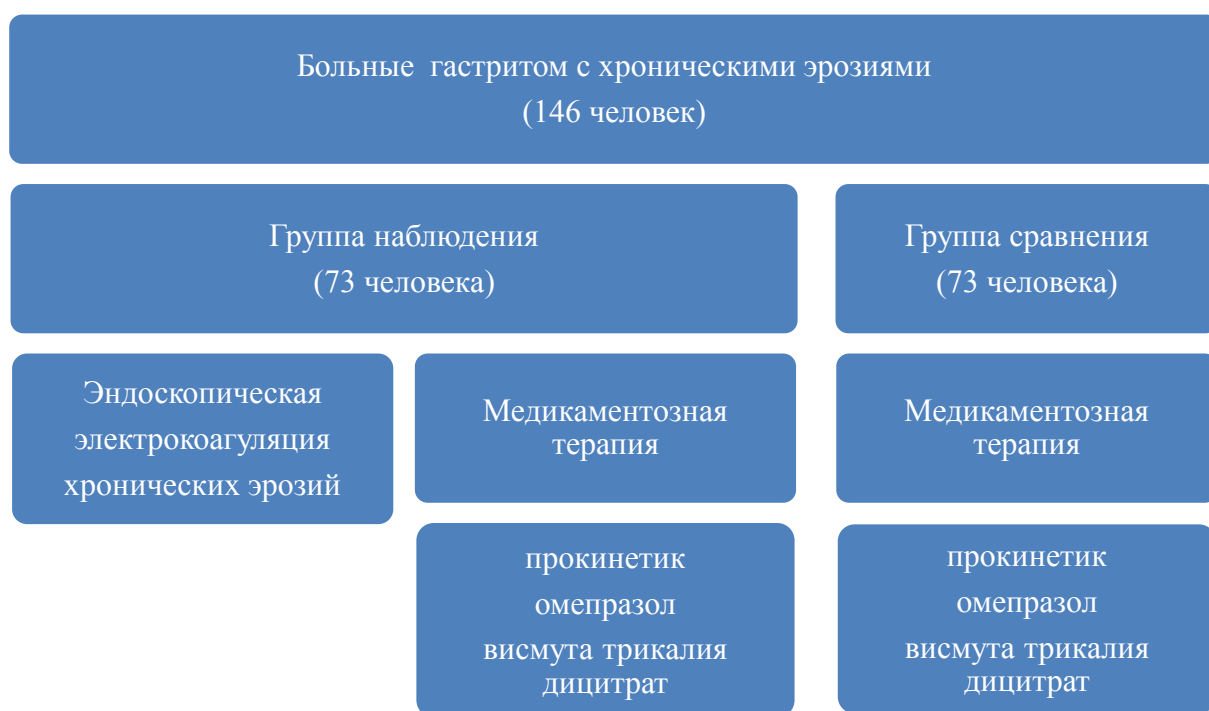 Больные гастритом с хроническими эрозиями
(146 человек)
Группа наблюдения
(73 человека)
Группа сравнения
(73 человека)
Эндоскопическая
электрокоагуляция
хронических эрозий
Медикаментозная
терапия
Медикаментозная
терапия
прокинетик
омепразол
висмута трикалия
дицитрат
прокинетик
омепразол
висмута трикалия
дицитрат